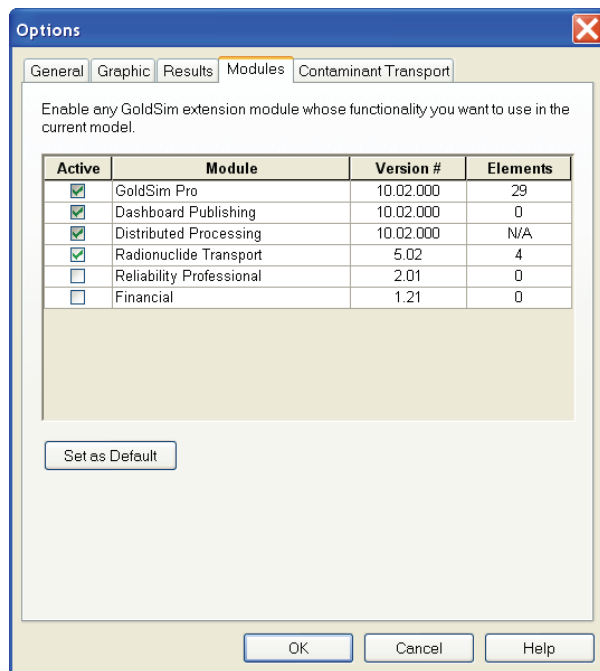 Options
General Graphic Results Modules Contaminant Transport
Enable any GoldSim extension module whose functionality you want to use in the
current model.
Active Module Version # Elements
GoldSim Pro 10.02.000 29
Dashboard Publishing 10.02.000 0
Distributed Processing 10.02.000 N/A
Radionuclide Transport 5.02 4
Reliability Professional 2.01 0
Financial 1.21 0
Set as Default
OK Cancel Help